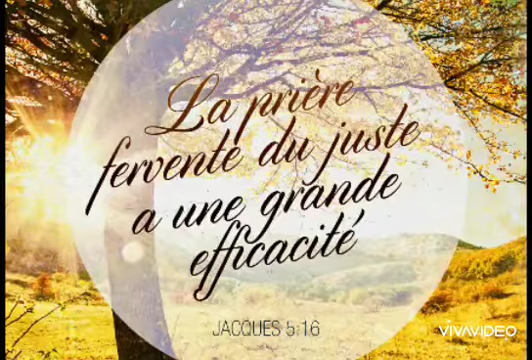 La prière
fervente du juste
a une grande
efficacité
JACQUES 5:16
VIVAVIDEO